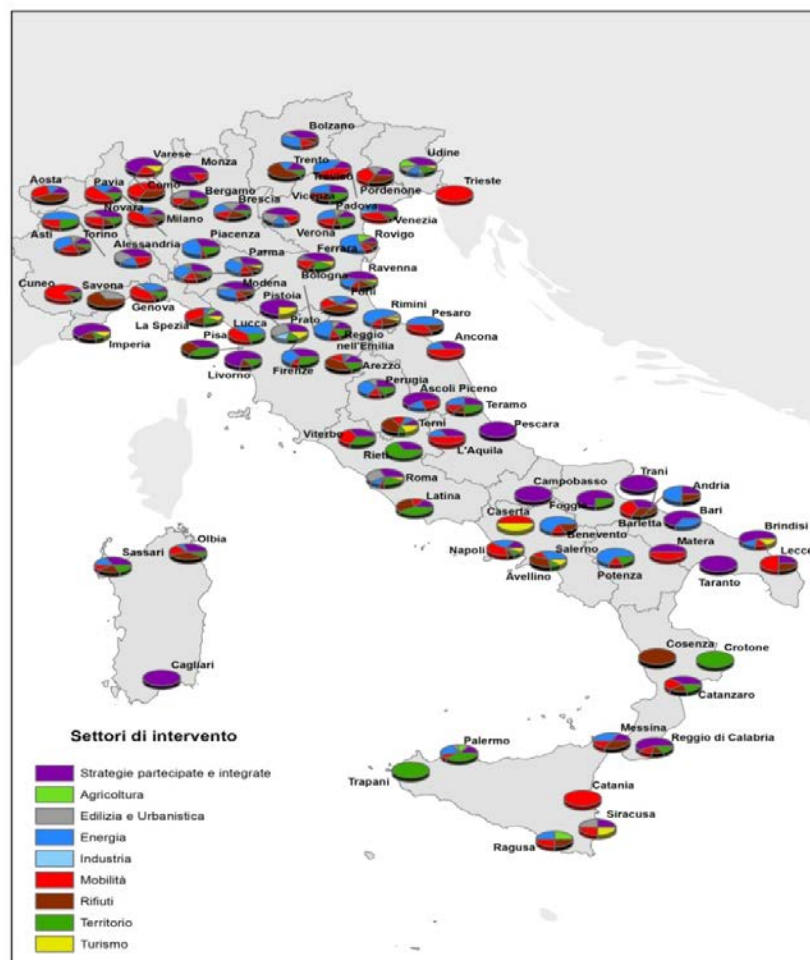 Bolzano
Udine
Varese
Monza
Trento
Treviso
Trieste
Aosta
Pavia
Como
Bergamo
Brescia
Vicenza
Pordenone
Novara
Milano
Padova
Venezia
Asti
Torino
Piacenza
Verona
Rovigo
Alessandria
Parma
Ferrara
Cuneo
Savona
Modena
Bologna
Ravenna
Genova
Pistoia
Forlì
Rimini
Pesaro
La Spezia
Lucca
Prato
Imperia
Pisa
Reggio
nell'Emilia
Ancona
Livorno
Firenze
Arezzo
Perugia
Ascoli Piceno
Teramo
Viterbo
Terni
Pescara
Rieti
L'Aquila
Roma
Campobasso
Trani
Andria
Latina
Caserta
Foggia
Barletta
Bari
Benevento
Matera
Brindisi
Napoli
Salerno
Lecce
Avellino
Potenza
Taranto
Sassari
Olbia
Cosenza
Crotone
Cagliari
Catanzaro
Messina
Reggio di Calabria
Palermo
Trapani
Catania
Siracusa
Ragusa
Settori di intervento
Strategie partecipate e integrate
Agricoltura
Edilizia e Urbanistica
Energia
Industria
Mobilità
Rifiuti
Territorio
Turismo